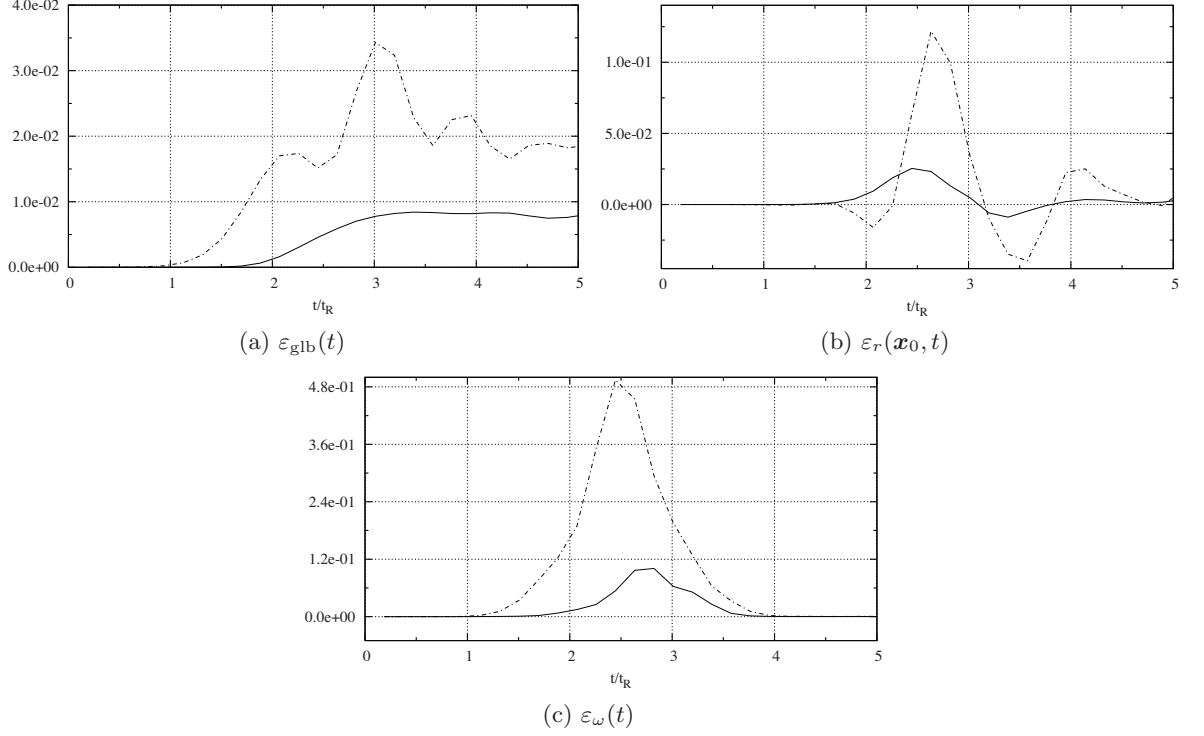 4.0e-02
3.0e-02
2.0e-02
1.0e-02
0.0e+00
0 1 2 3 4 5
t/t_R
(a) ε_glb(t)
1.0e-01
5.0e-02
0.0e+00
0 1 2 3 4 5
t/t_R
(b) ε_r(x_0, t)
4.8e-01
3.6e-01
2.4e-01
1.2e-01
0.0e+00
0 1 2 3 4 5
t/t_R
(c) ε_ω(t)